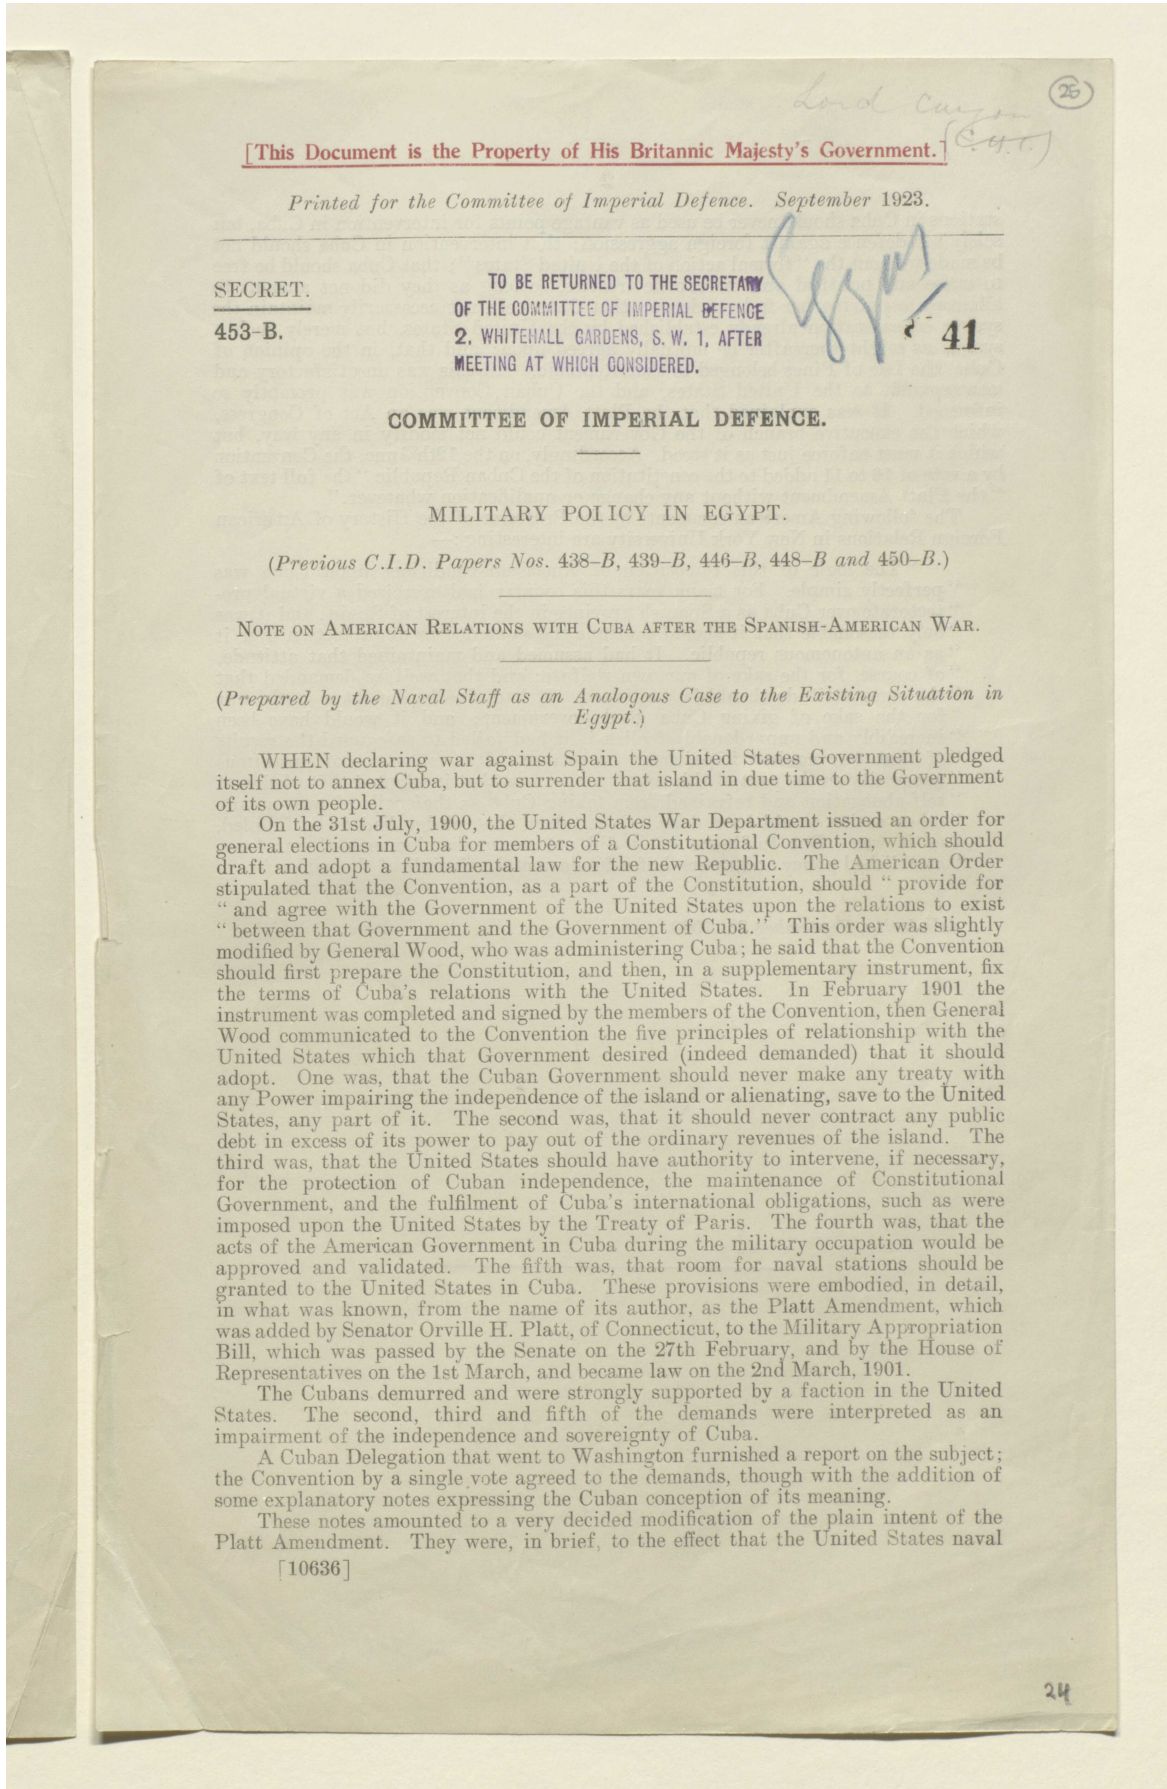 Lord Curzon
25
[This Document is the Property of His Britannic Majesty's Government.]
Printed for the Committee of Imperial Defence. September 1923.
SECRET.
453-B.
TO BE RETURNED TO THE SECRETARY
OF THE COMMITTEE OF IMPERIAL DEFENCE
2, WHITEHALL GARDENS, S. W. 1, AFTER
MEETING AT WHICH CONSIDERED.
Egypt
41
COMMITTEE OF IMPERIAL DEFENCE.
MILITARY POLICY IN EGYPT.
(Previous C.I.D. Papers Nos. 438–B, 439–B, 446–B, 448–B and 450–B.)
NOTE ON AMERICAN RELATIONS WITH CUBA AFTER THE SPANISH-AMERICAN WAR.
(Prepared by the Naval Staff as an Analogous Case to the Existing Situation in
Egypt.)
WHEN declaring war against Spain the United States Government pledged
itself not to annex Cuba, but to surrender that island in due time to the Government
of its own people.
On the 31st July, 1900, the United States War Department issued an order for
general elections in Cuba for members of a Constitutional Convention, which should
draft and adopt a fundamental law for the new Republic. The American Order
stipulated that the Convention, as a part of the Constitution, should " provide for
" and agree with the Government of the United States upon the relations to exist
" between that Government and the Government of Cuba." This order was slightly
modified by General Wood, who was administering Cuba; he said that the Convention
should first prepare the Constitution, and then, in a supplementary instrument, fix
the terms of Cuba's relations with the United States. In February 1901 the
instrument was completed and signed by the members of the Convention, then General
Wood communicated to the Convention the five principles of relationship with the
United States which that Government desired (indeed demanded) that it should
adopt. One was, that the Cuban Government should never make any treaty with
any Power impairing the independence of the island or alienating, save to the United
States, any part of it. The second was, that it should never contract any public
debt in excess of its power to pay out of the ordinary revenues of the island. The
third was, that the United States should have authority to intervene, if necessary,
for the protection of Cuban independence, the maintenance of Constitutional
Government, and the fulfilment of Cuba's international obligations, such as were
imposed upon the United States by the Treaty of Paris. The fourth was, that the
acts of the American Government in Cuba during the military occupation would be
approved and validated. The fifth was, that room for naval stations should be
granted to the United States in Cuba. These provisions were embodied, in detail,
in what was known, from the name of its author, as the Platt Amendment, which
was added by Senator Orville H. Platt, of Connecticut, to the Military Appropriation
Bill, which was passed by the Senate on the 27th February, and by the House of
Representatives on the 1st March, and became law on the 2nd March, 1901.
The Cubans demurred and were strongly supported by a faction in the United
States. The second, third and fifth of the demands were interpreted as an
impairment of the independence and sovereignty of Cuba.
A Cuban Delegation that went to Washington furnished a report on the subject;
the Convention by a single vote agreed to the demands, though with the addition of
some explanatory notes expressing the Cuban conception of its meaning.
These notes amounted to a very decided modification of the plain intent of the
Platt Amendment. They were, in brief, to the effect that the United States naval
[10636]
24